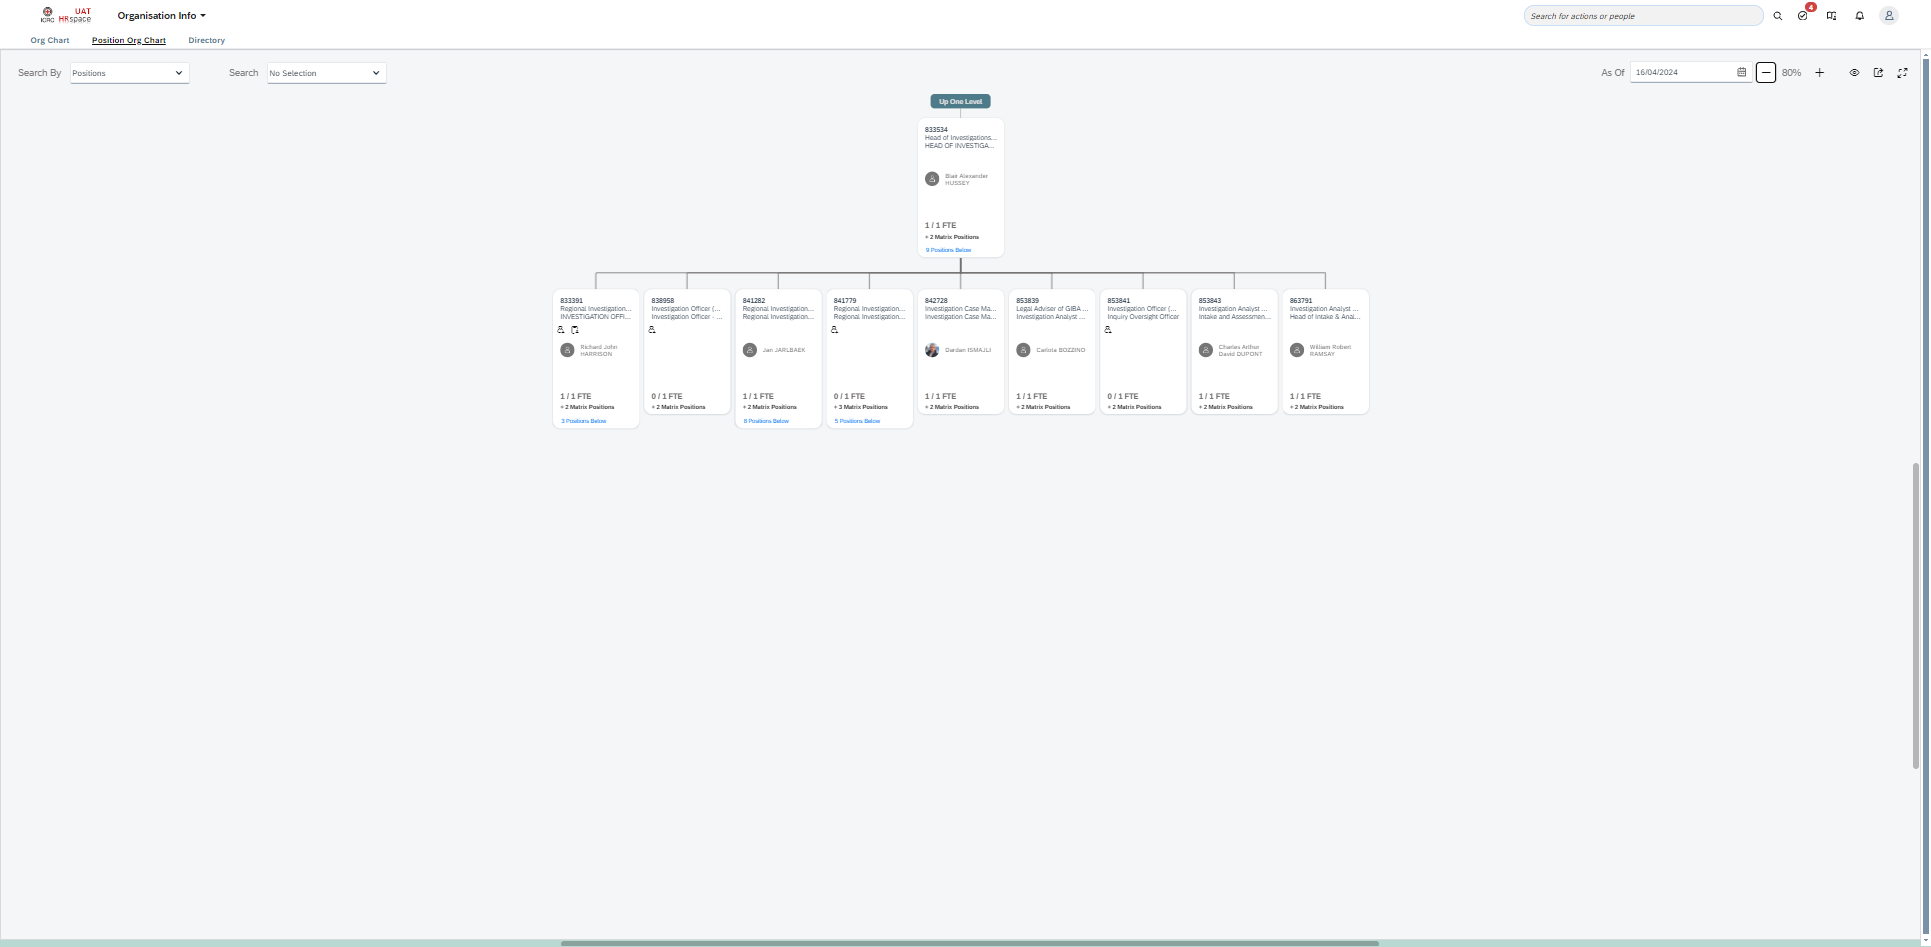 ICRC
UAT
HRspace
Organisation Info
Search for actions or people
4
Org Chart
Position Org Chart
Directory
Search By
Positions
Search
No Selection
As Of
16/04/2024
80%
Up One Level
833534
Head of Investigations...
HEAD OF INVESTIGA...
Blair Alexander
HUSSEY
1 / 1 FTE
+ 2 Matrix Positions
9 Positions Below
833391
Regional Investigation...
INVESTIGATION OFFI...
Richard John
HARRISON
1 / 1 FTE
+ 2 Matrix Positions
3 Positions Below
838958
Investigation Officer (...
Investigation Officer - ...
0 / 1 FTE
+ 2 Matrix Positions
841282
Regional Investigation...
Regional Investigation...
Jan JARLBAEK
1 / 1 FTE
+ 2 Matrix Positions
8 Positions Below
841779
Regional Investigation...
Regional Investigation...
0 / 1 FTE
+ 3 Matrix Positions
5 Positions Below
842728
Investigation Case Ma...
Investigation Case Ma...
Dardan ISMAJLI
1 / 1 FTE
+ 2 Matrix Positions
853839
Legal Adviser of GIBA ...
Investigation Analyst ...
Carlota BOZZINO
1 / 1 FTE
+ 2 Matrix Positions
853841
Investigation Officer (...
Inquiry Oversight Officer
0 / 1 FTE
+ 2 Matrix Positions
853843
Investigation Analyst ...
Intake and Assessmen...
Charles Arthur
David DUPONT
1 / 1 FTE
+ 2 Matrix Positions
863791
Investigation Analyst ...
Head of Intake & Anal...
William Robert
RAMSAY
1 / 1 FTE
+ 2 Matrix Positions